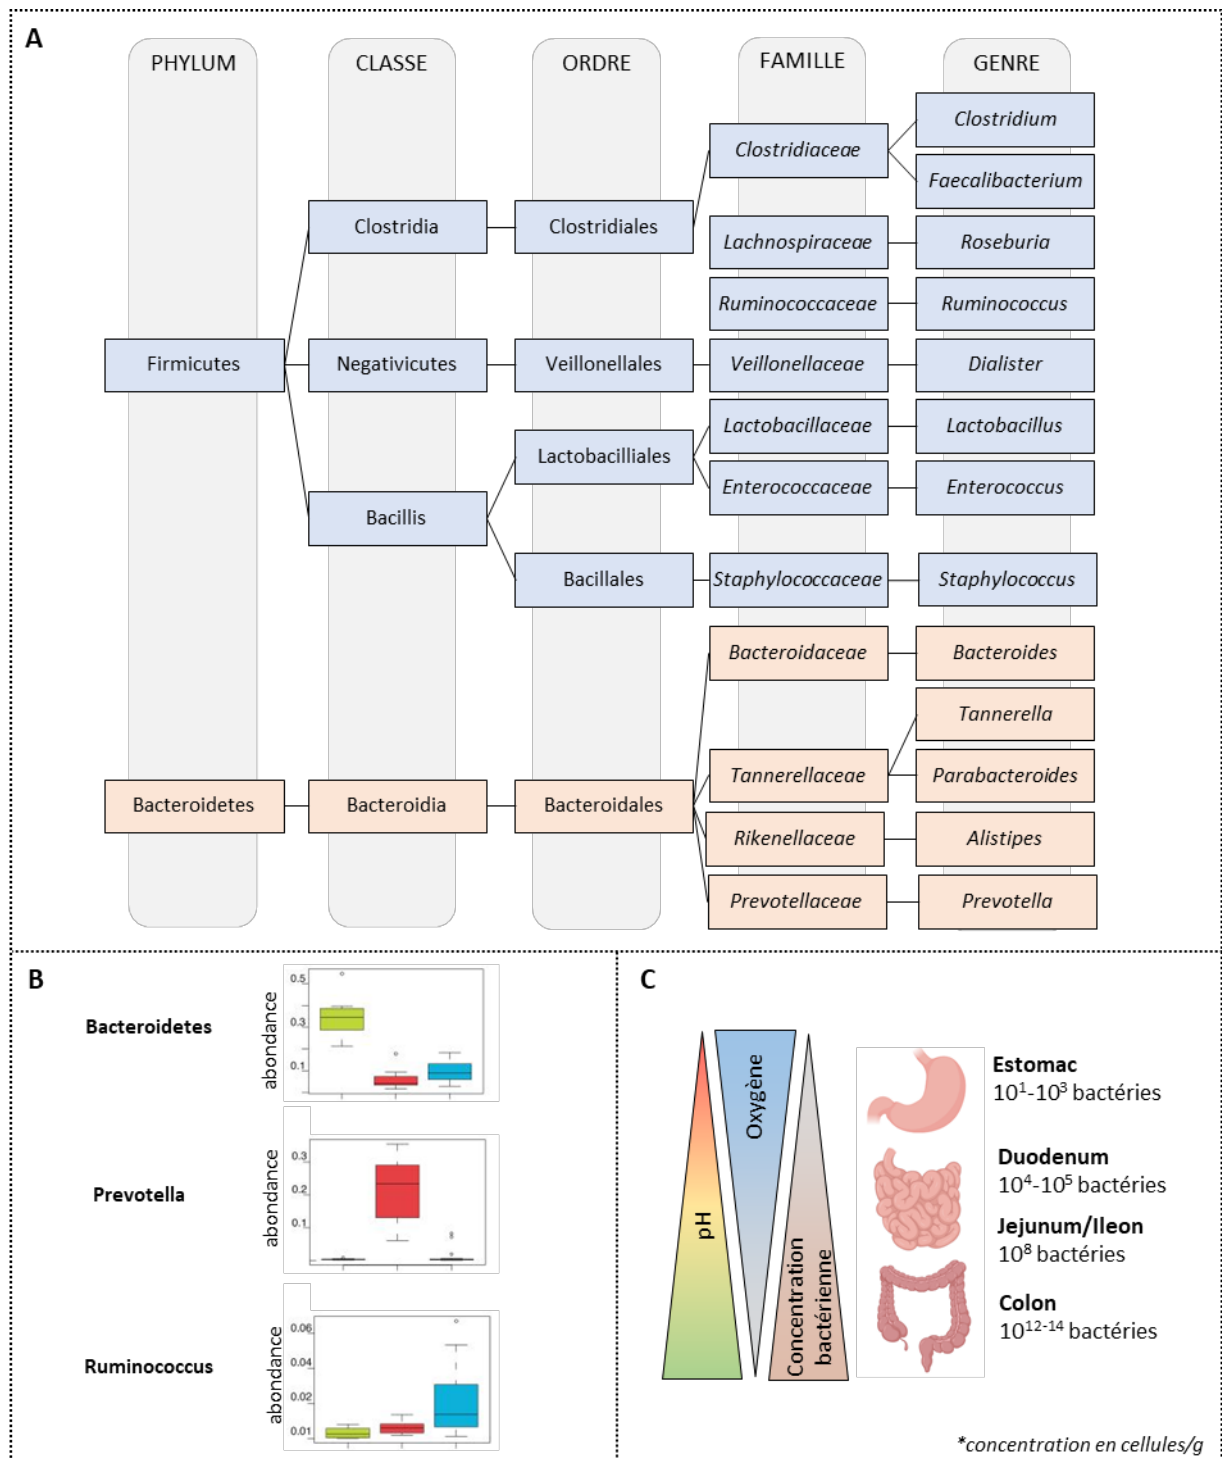 A
PHYLUM
CLASSE
ORDRE
FAMILLE
GENRE
Clostridium
Clostridiaceae
Faecalibacterium
Clostridia
Clostridiales
Lachnospiraceae
Roseburia
Ruminococcaceae
Ruminococcus
Firmicutes
Negativicutes
Veillonellales
Veillonellaceae
Dialister
Lactobacillaceae
Lactobacillus
Lactobacilliales
Enterococcaceae
Enterococcus
Bacillis
Bacillales
Staphylococcaceae
Staphylococcus
Bacteroidaceae
Bacteroides
Tannerella
Tannerellaceae
Parabacteroides
Bacteroidetes
Bacteroidia
Bacteroidales
Rikenellaceae
Alistipes
Prevotellaceae
Prevotella
B
Bacteroidetes
abondance
0.5
0.3
0.1
Prevotella
abondance
0.3
0.2
0.1
Ruminococcus
abondance
0.06
0.04
0.02
0.01
C
pH
Oxygène
Concentration
bactérienne
Estomac
10¹-10³ bactéries
Duodenum
10⁴-10⁵ bactéries
Jejunum/Ileon
10⁸ bactéries
Colon
10¹²⁻¹⁴ bactéries
*concentration en cellules/g